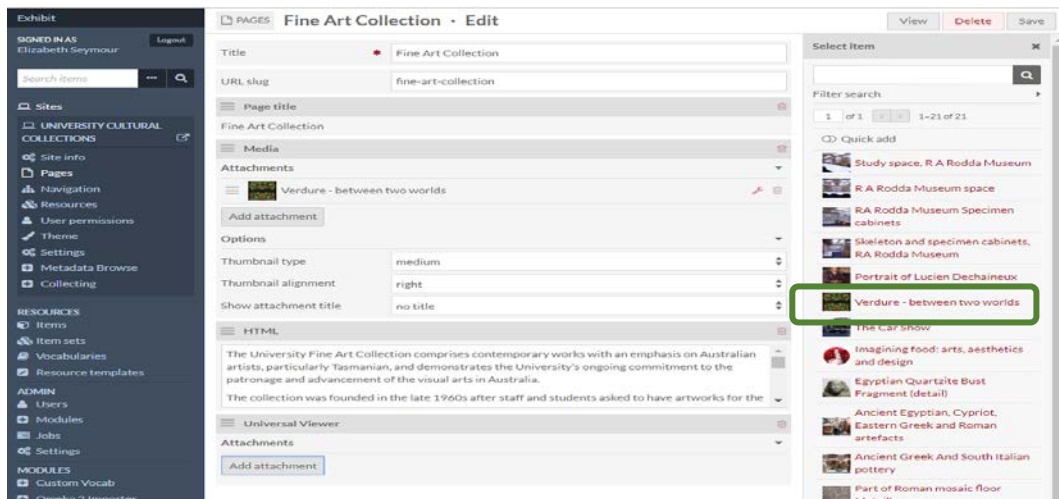 Exhibit
SIGNED IN AS
Elizabeth Seymour
Logout
Search items
Sites
UNIVERSITY CULTURAL
COLLECTIONS
Site info
Pages
Navigation
Resources
User permissions
Theme
Settings
Metadata Browse
Collecting
RESOURCES
Items
Item sets
Vocabularies
Resource templates
ADMIN
Users
Modules
Jobs
Settings
MODULES
Custom Vocab
Omeka 2 Importer
PAGES Fine Art Collection · Edit
View Delete Save
Title * Fine Art Collection
URL slug fine-art-collection
Page title
Fine Art Collection
Media
Attachments
Verdure - between two worlds
Add attachment
Options
Thumbnail type medium
Thumbnail alignment right
Show attachment title no title
HTML
The University Fine Art Collection comprises contemporary works with an emphasis on Australian
artists, particularly Tasmanian, and demonstrates the University's ongoing commitment to the
patronage and advancement of the visual arts in Australia.
The collection was founded in the late 1960s after staff and students asked to have artworks for the
Universal Viewer
Attachments
Add attachment
Select item
Filter search
1 of 1 1–21 of 21
Quick add
Study space, R A Rodda Museum
R A Rodda Museum space
RA Rodda Museum Specimen
cabinets
Skeleton and specimen cabinets,
RA Rodda Museum
Portrait of Lucien Dechaineux
Verdure - between two worlds
The Car Show
Imagining food: arts, aesthetics
and design
Egyptian Quartzite Bust
Fragment (detail)
Ancient Egyptian, Cypriot,
Eastern Greek and Roman
artefacts
Ancient Greek And South Italian
pottery
Part of Roman mosaic floor